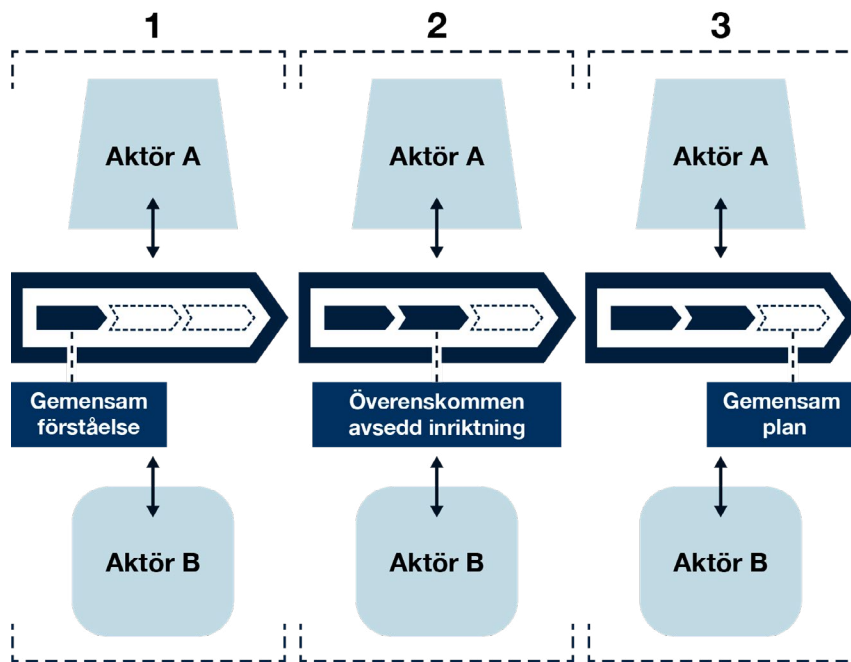 1
2
3
Aktör A
Aktör A
Aktör A
Gemensam
förståelse
Överenskommen
avsedd inriktning
Gemensam
plan
Aktör B
Aktör B
Aktör B